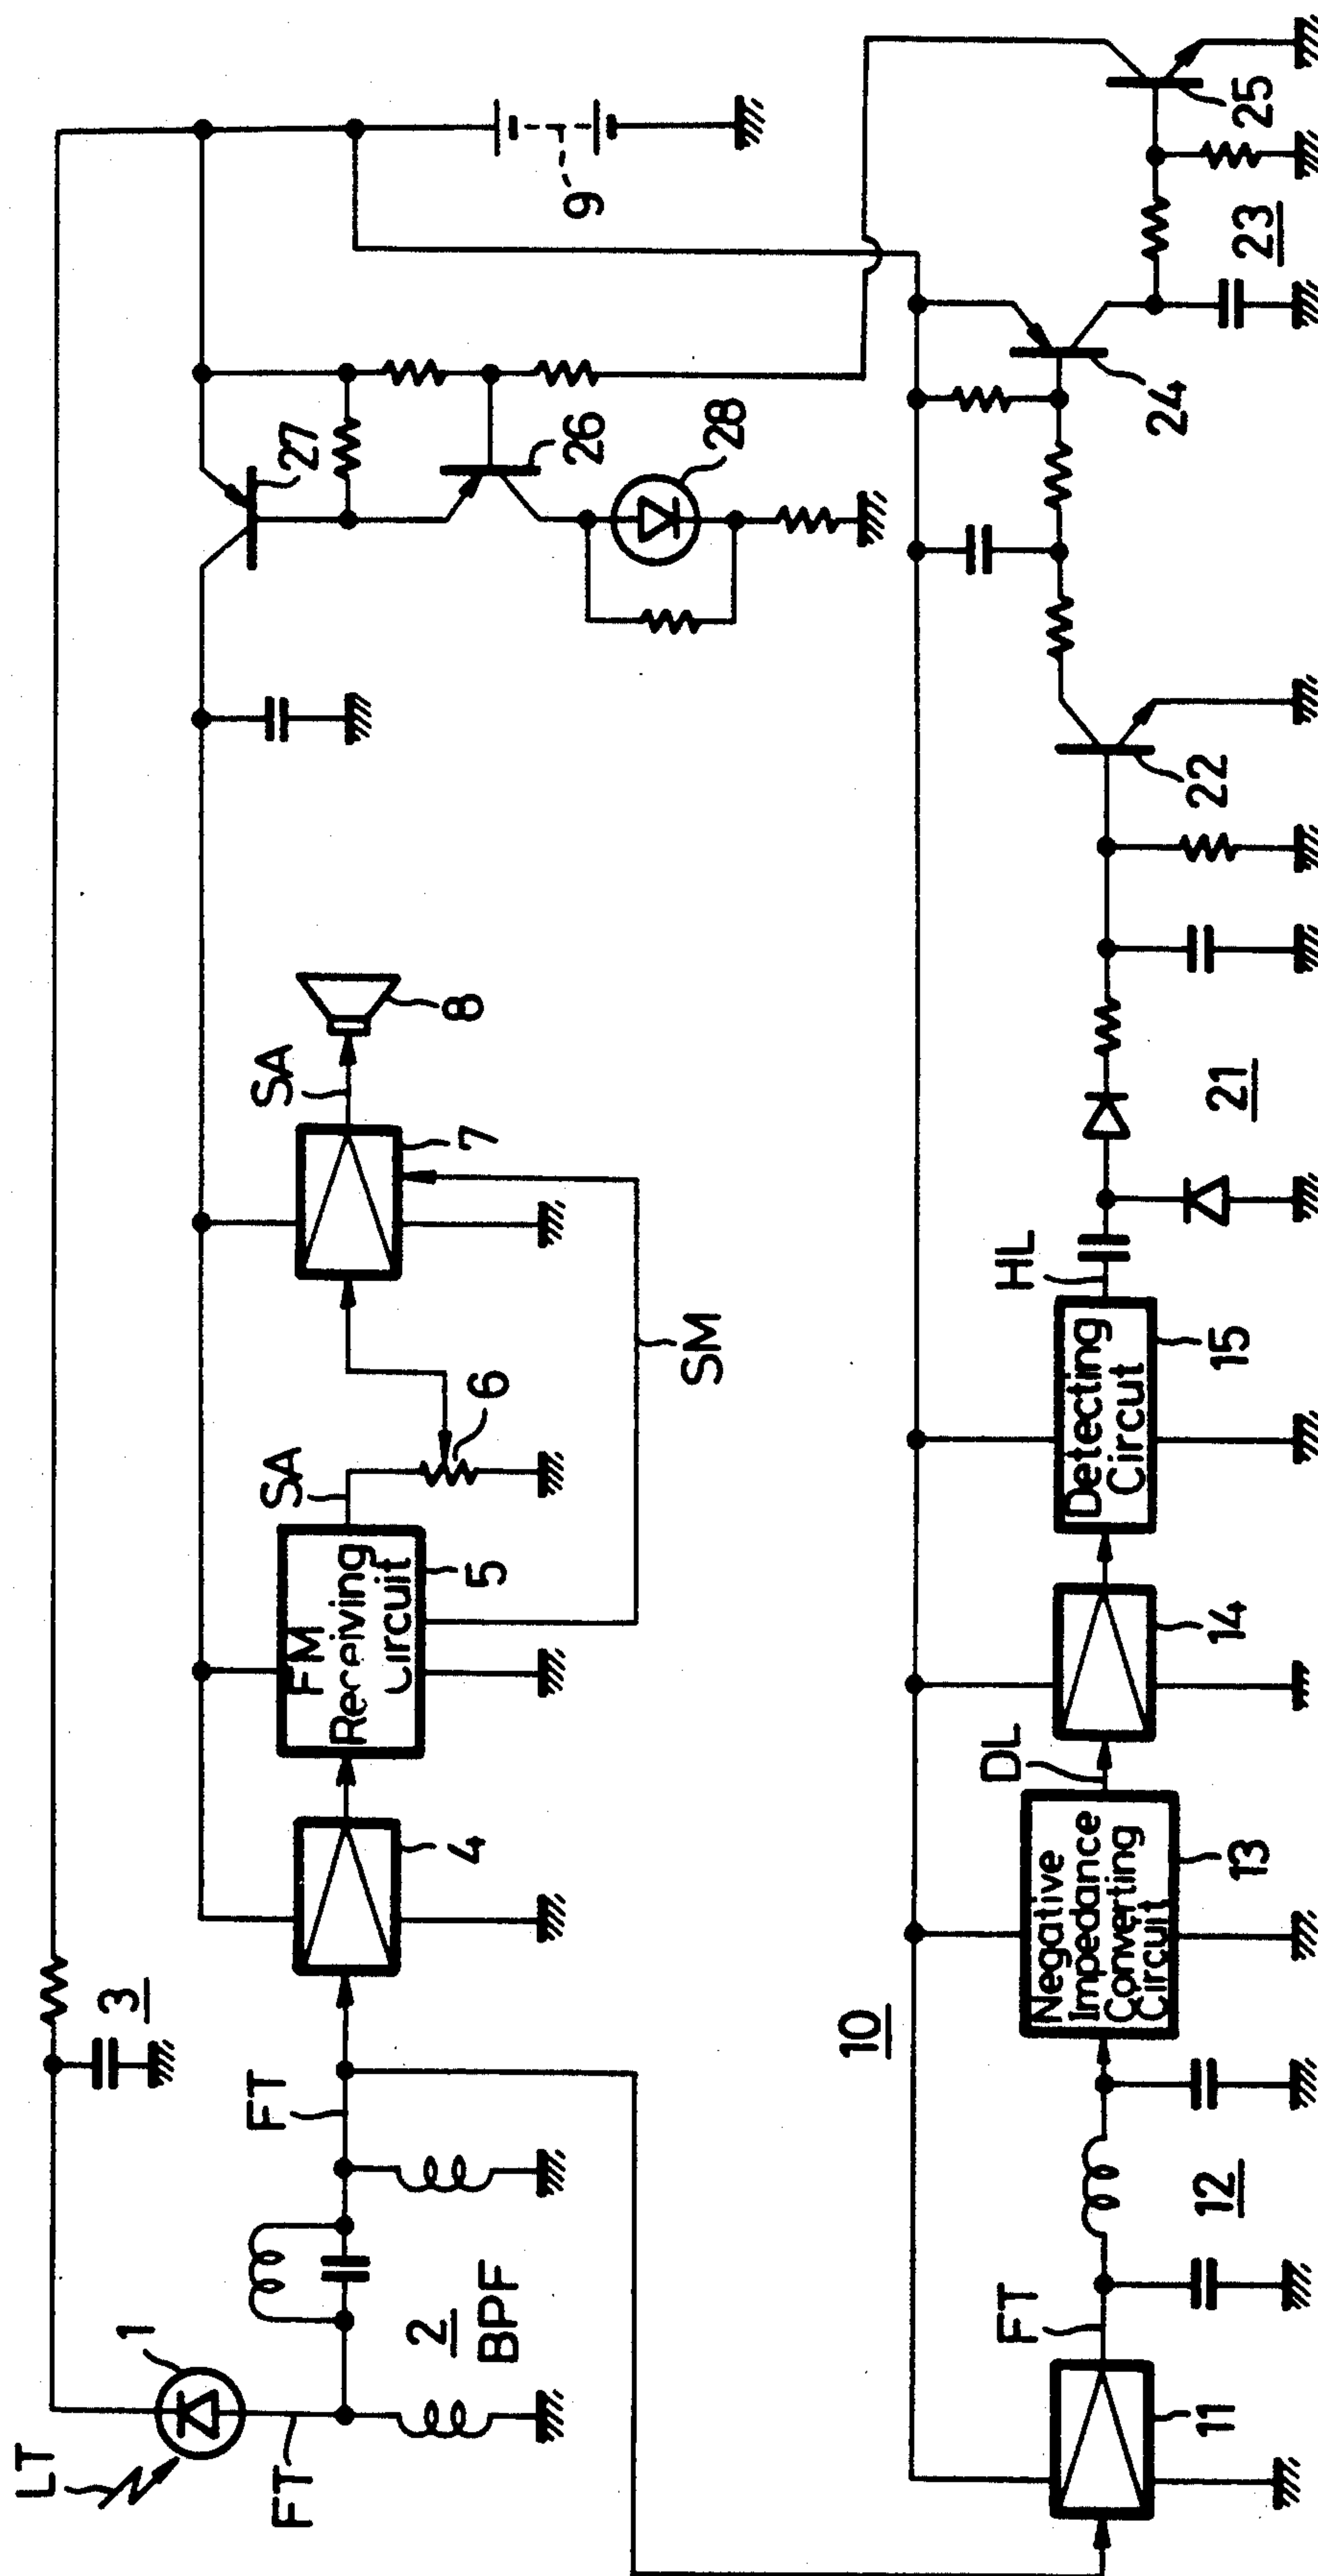 LT
1
3
FT
FT
SA
SA
27
2
BPF
4
FM
Receiving
Circuit
5
6
7
8
26
9
28
SM
10
FT
DL
HL
11
12
Negative
Impedance
Converting
Circuit
13
14
Detecting
Circut
15
21
22
24
23
25